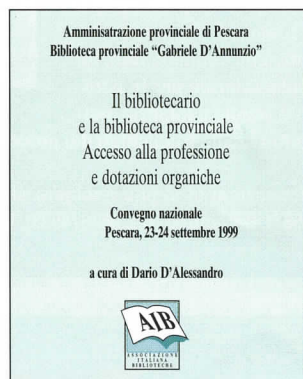 Amminisatrazione provinciale di Pescara
Biblioteca provinciale “Gabriele D’Annunzio”
Il bibliotecario
e la biblioteca provinciale
Accesso alla professione
e dotazioni organiche
Convegno nazionale
Pescara, 23-24 settembre 1999
a cura di Dario D’Alessandro
AIB
ASSOCIAZIONE
ITALIANA
BIBLIOTECHE